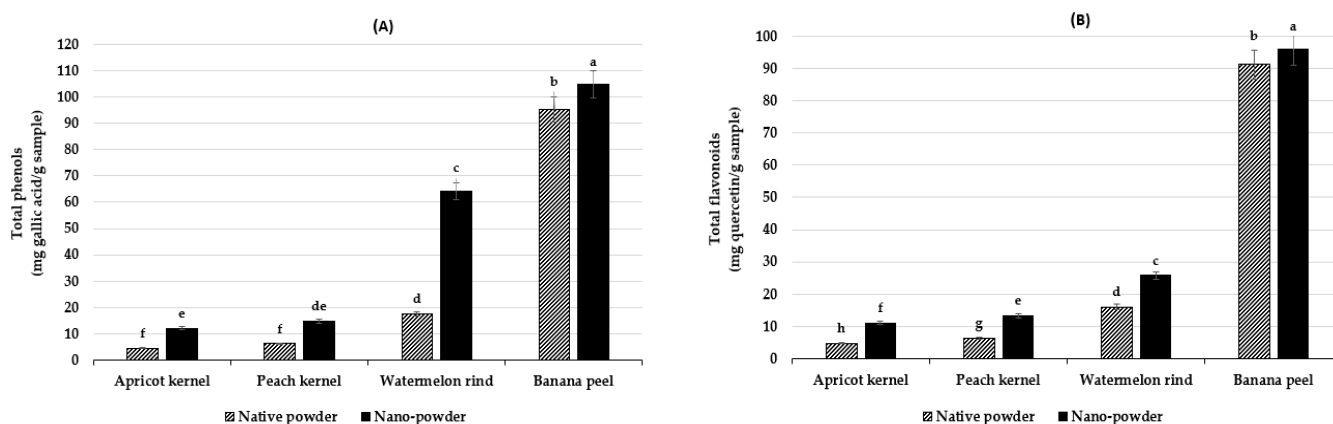 (A)
Total phenols
(mg gallic acid/g sample)
120
110
100
90
80
70
60
50
40
30
20
10
0
f
e
f
de
d
c
b
a
Apricot kernel
Peach kernel
Watermelon rind
Banana peel
Native powder
Nano-powder
(B)
Total flavonoids
(mg quercetin/g sample)
100
90
80
70
60
50
40
30
20
10
0
h
f
g
e
d
c
b
a
Apricot kernel
Peach kernel
Watermelon rind
Banana peel
Native powder
Nano-powder